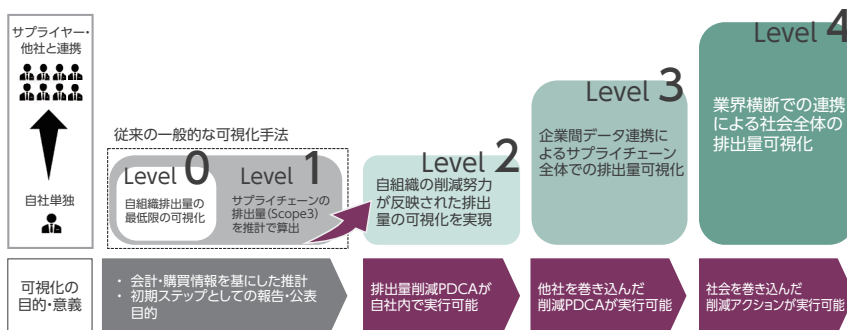 サプライヤー・
他社と連携
自社単独
従来の一般的な可視化手法
Level 0
自組織排出量の
最低限の可視化
Level 1
サプライチェーンの
排出量(Scope3)
を推計で算出
Level 2
自組織の削減努力
が反映された排出
量の可視化を実現
Level 3
企業間データ連携に
よるサプライチェーン
全体での排出量可視化
Level 4
業界横断での連携
による社会全体の
排出量可視化
可視化の
目的・意義
・ 会計・購買情報を基にした推計
・ 初期ステップとしての報告・公表
目的
排出量削減PDCAが
自社内で実行可能
他社を巻き込んだ
削減PDCAが実行可能
社会を巻き込んだ
削減アクションが実行可能